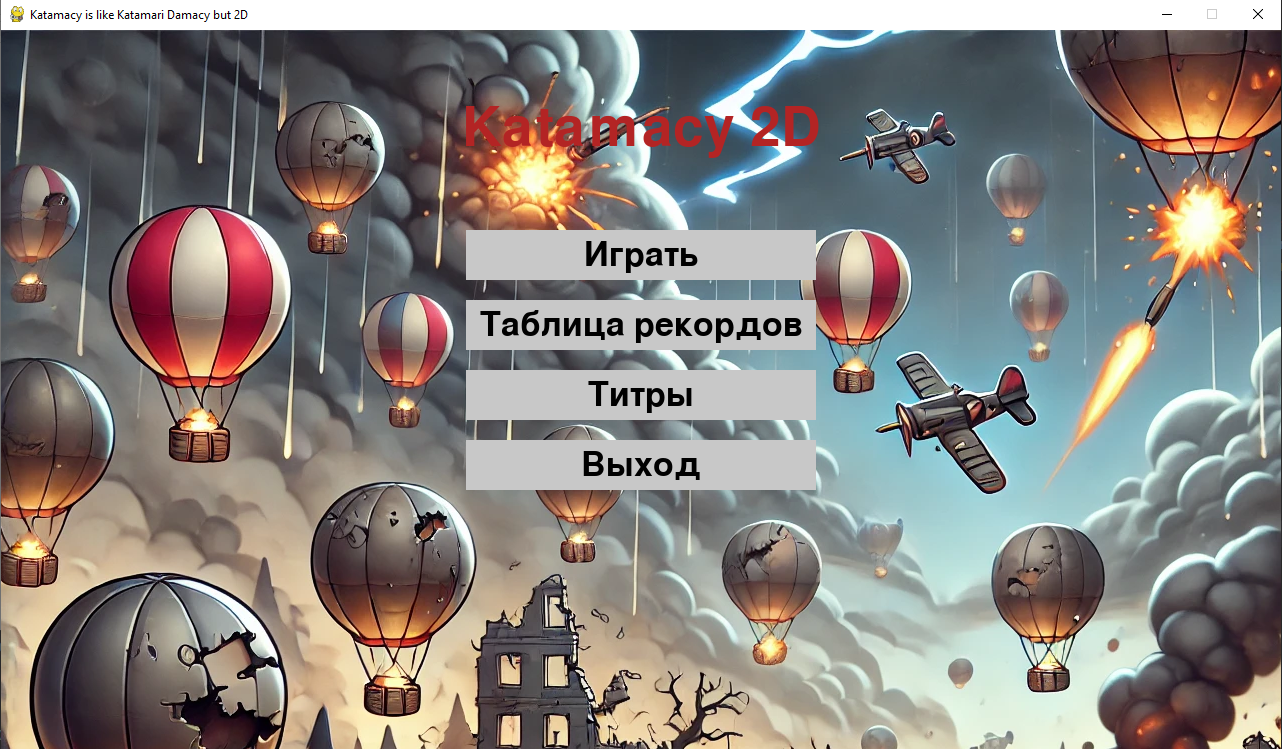 Katamacy is like Katamari Damacy but 2D
Katamacy 2D
Играть
Таблица рекордов
Титры
Выход